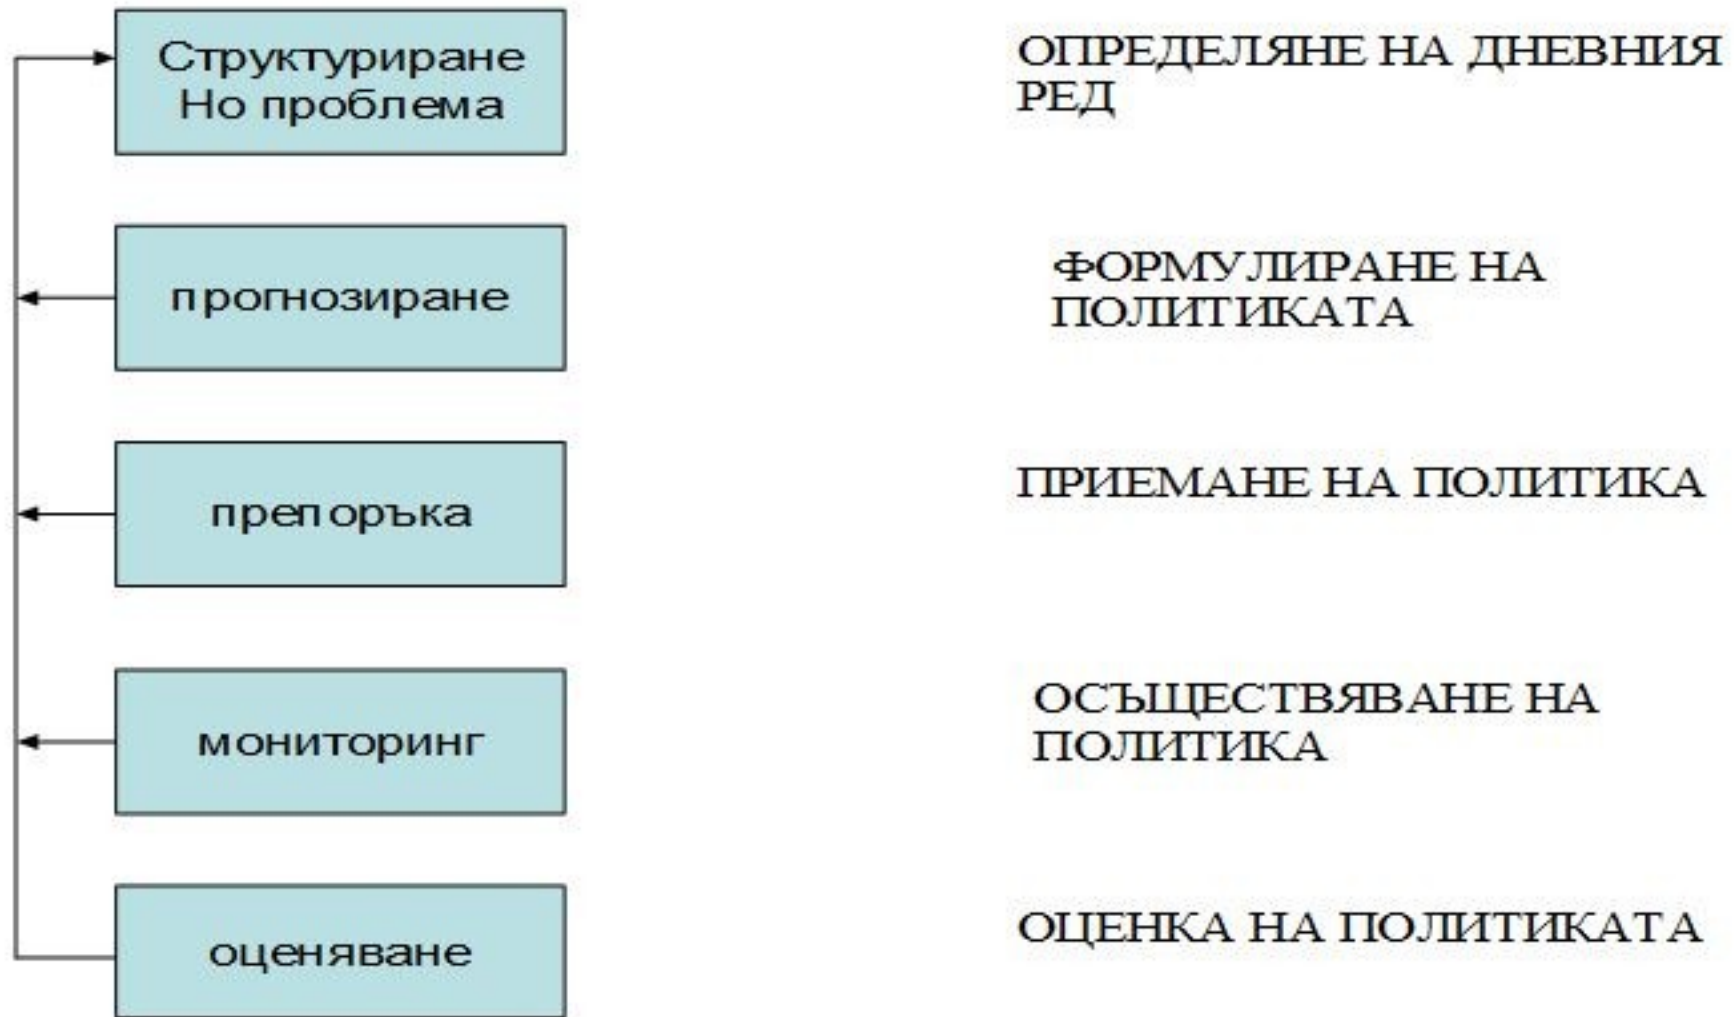 Структуриране
Но проблема
ОПРЕДЕЛЯНЕ НА ДНЕВНИЯ
РЕД
прогнозиране
ФОРМУЛИРАНЕ НА
ПОЛИТИКАТА
препоръка
ПРИЕМАНЕ НА ПОЛИТИКА
мониторинг
ОСЪЩЕСТВЯВАНЕ НА
ПОЛИТИКА
оценяване
ОЦЕНКА НА ПОЛИТИКАТА